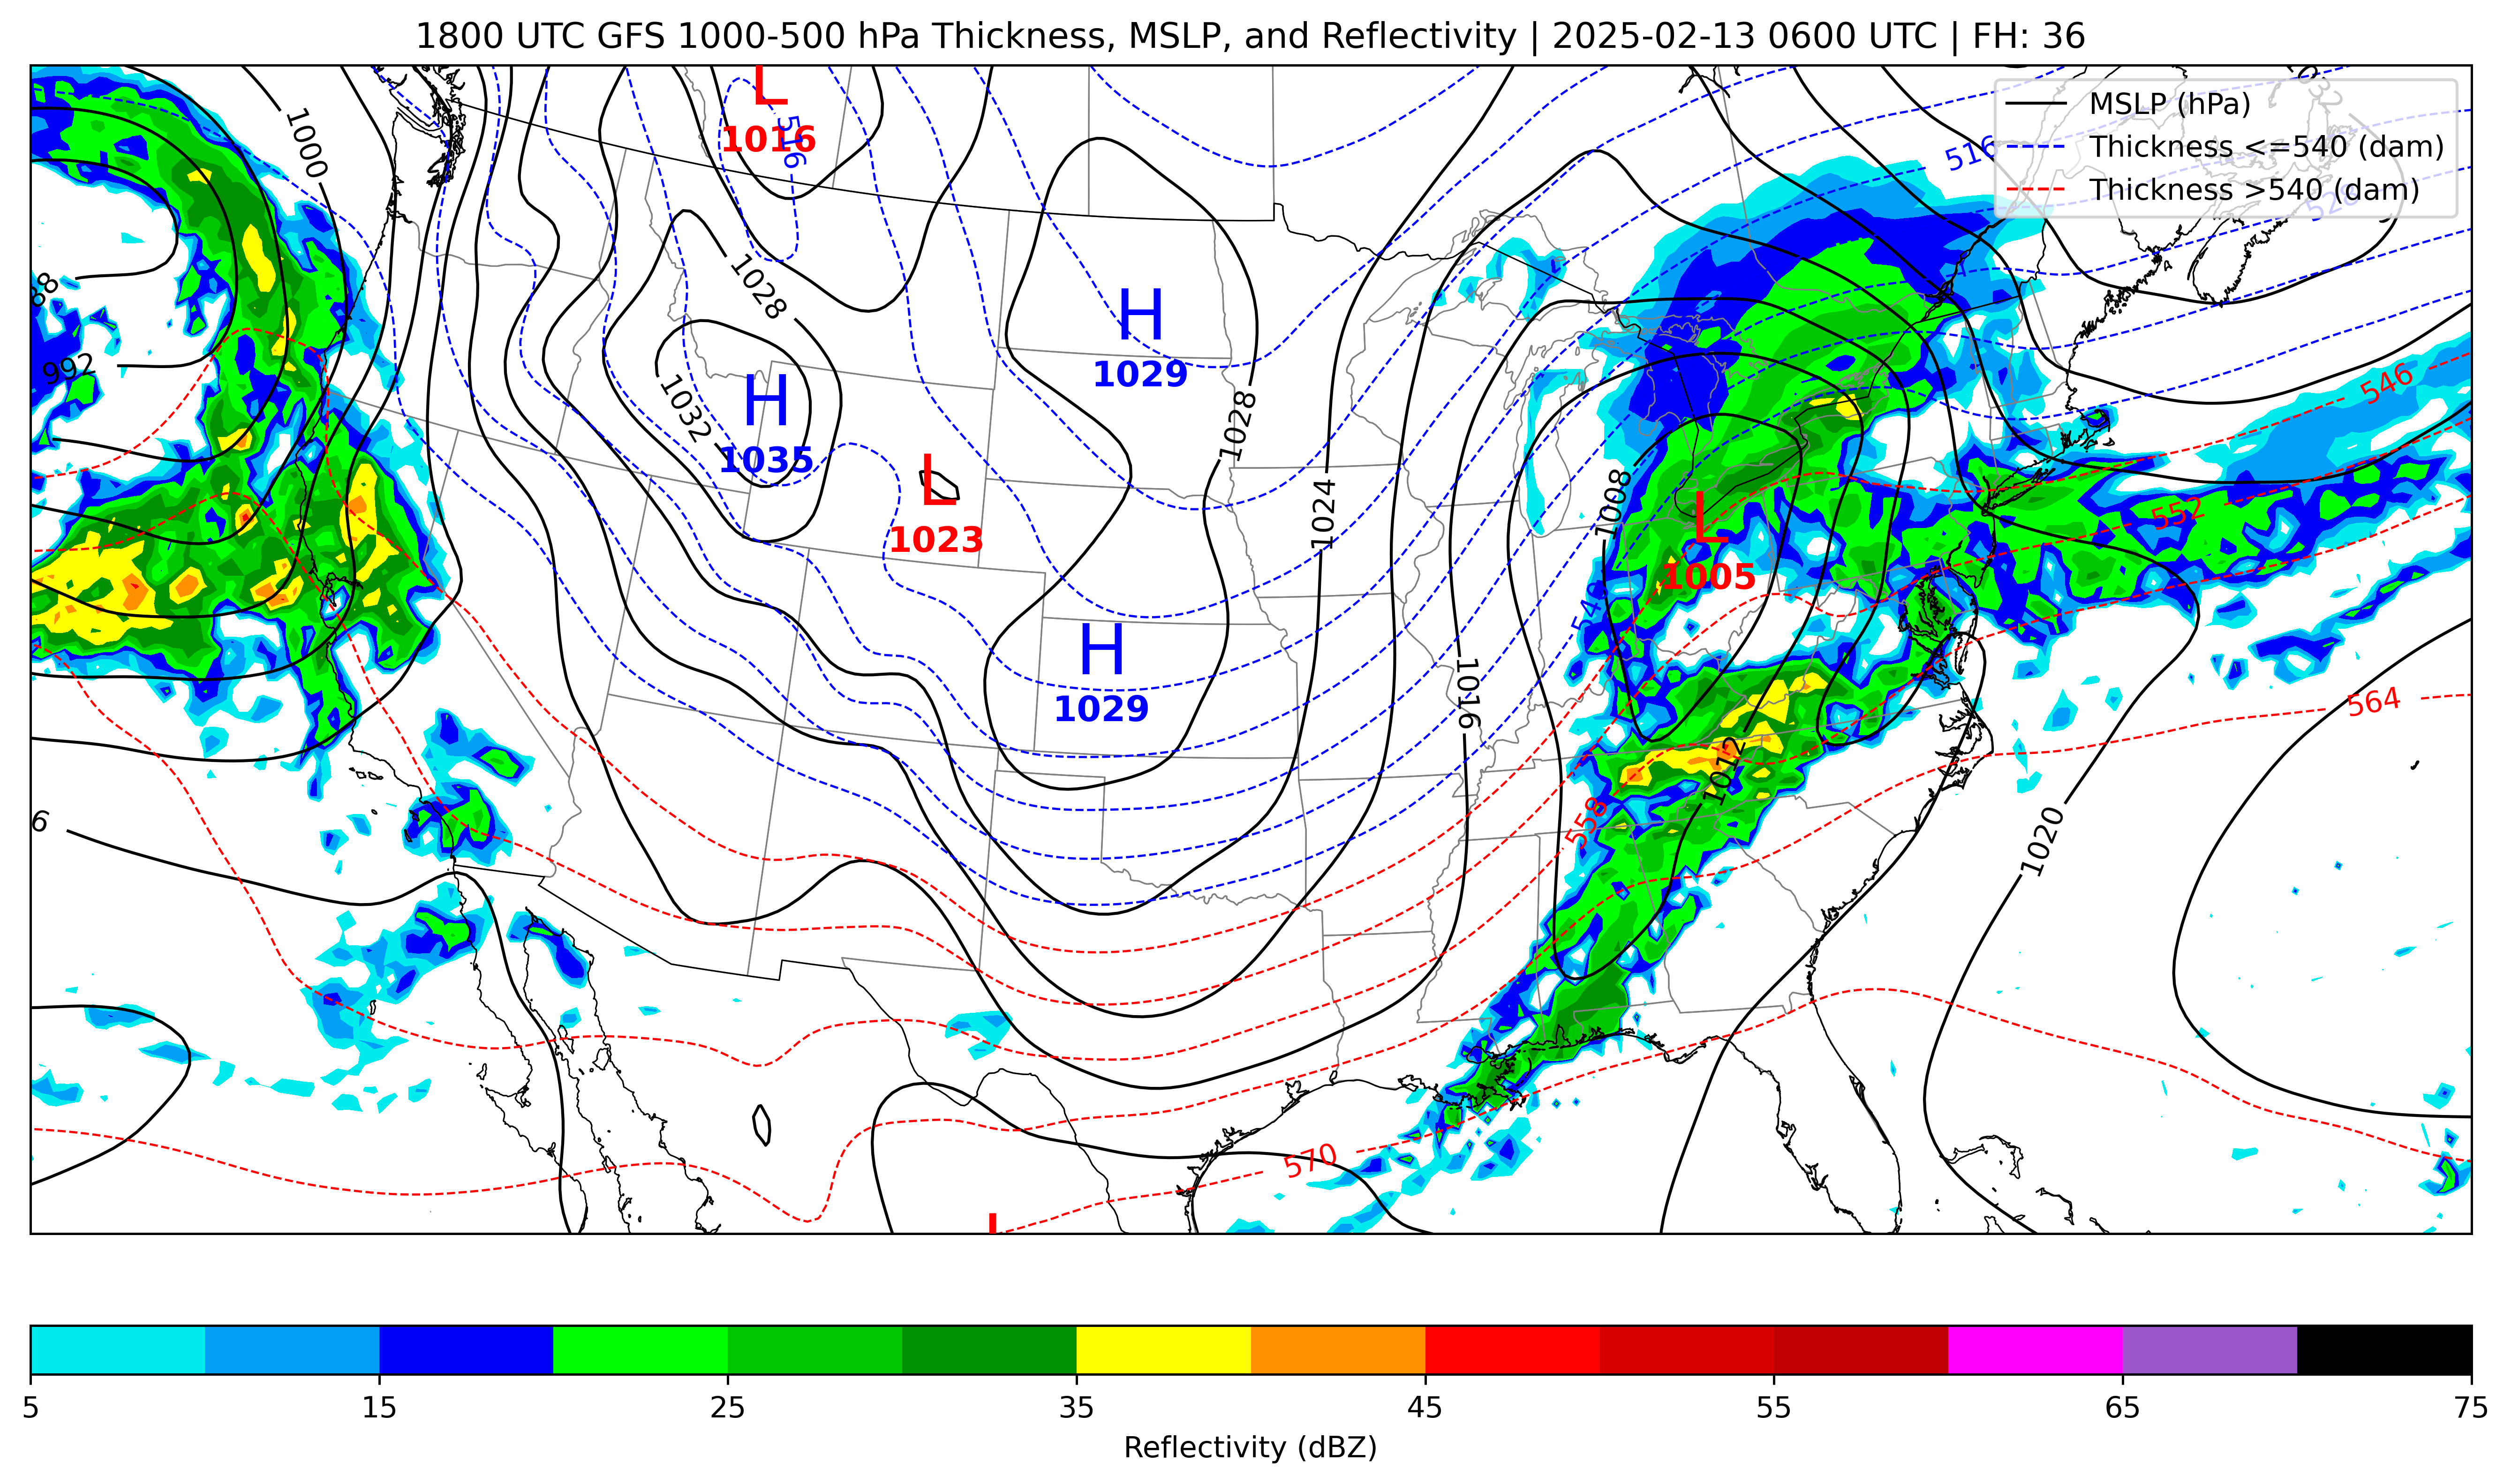 1800 UTC GFS 1000-500 hPa Thickness, MSLP, and Reflectivity | 2025-02-13 0600 UTC | FH: 36
MSLP (hPa)
Thickness <=540 (dam)
Thickness >540 (dam)
L
1016
516
1000
516
1028
H
1029
992
1032
H
1035
546
1028
L
1023
1024
1008
L
1005
552
540
H
1029
1016
564
1012
558
1020
6
570
L
5 15 25 35 45 55 65 75
Reflectivity (dBZ)